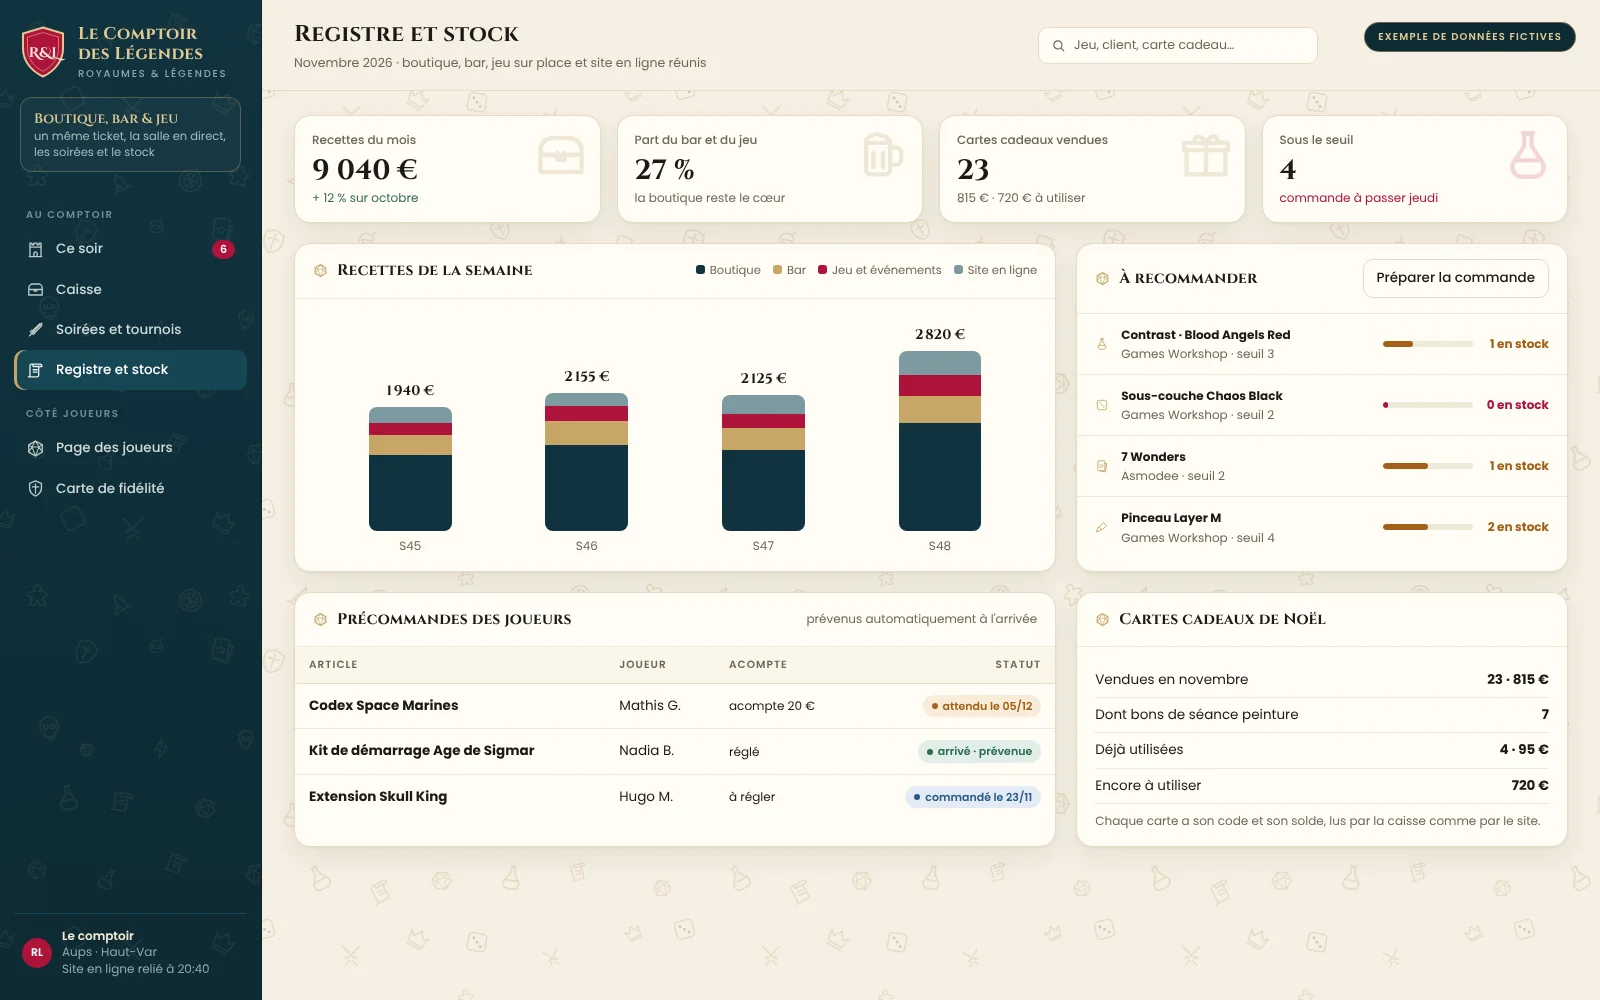 R&L
Le Comptoir
des Légendes
ROYAUMES & LÉGENDES
Boutique, bar & jeu
un même ticket, la salle en direct,
les soirées et le stock
AU COMPTOIR
Ce soir
6
Caisse
Soirées et tournois
Registre et stock
CÔTÉ JOUEURS
Page des joueurs
Carte de fidélité
RL
Le comptoir
Aups · Haut-Var
Site en ligne relié à 20:40
Registre et stock
Novembre 2026 · boutique, bar, jeu sur place et site en ligne réunis
Jeu, client, carte cadeau…
EXEMPLE DE DONNÉES FICTIVES
Recettes du mois
9 040 €
+ 12 % sur octobre
Part du bar et du jeu
27 %
la boutique reste le cœur
Cartes cadeaux vendues
23
815 € · 720 € à utiliser
Sous le seuil
4
commande à passer jeudi
Recettes de la semaine
Boutique
Bar
Jeu et événements
Site en ligne
1 940 €
2 155 €
2 125 €
2 820 €
S45
S46
S47
S48
À recommander
Préparer la commande
Contrast · Blood Angels Red
Games Workshop · seuil 3
1 en stock
Sous-couche Chaos Black
Games Workshop · seuil 2
0 en stock
7 Wonders
Asmodee · seuil 2
1 en stock
Pinceau Layer M
Games Workshop · seuil 4
2 en stock
Précommandes des joueurs
prévenus automatiquement à l'arrivée
ARTICLE JOUEUR ACOMPTE STATUT
Codex Space Marines Mathis G. acompte 20 € attendu le 05/12
Kit de démarrage Age de Sigmar Nadia B. réglé arrivé · prévenue
Extension Skull King Hugo M. à régler commandé le 23/11
Cartes cadeaux de Noël
Vendues en novembre 23 · 815 €
Dont bons de séance peinture 7
Déjà utilisées 4 · 95 €
Encore à utiliser 720 €
Chaque carte a son code et son solde, lus par la caisse comme par le site.